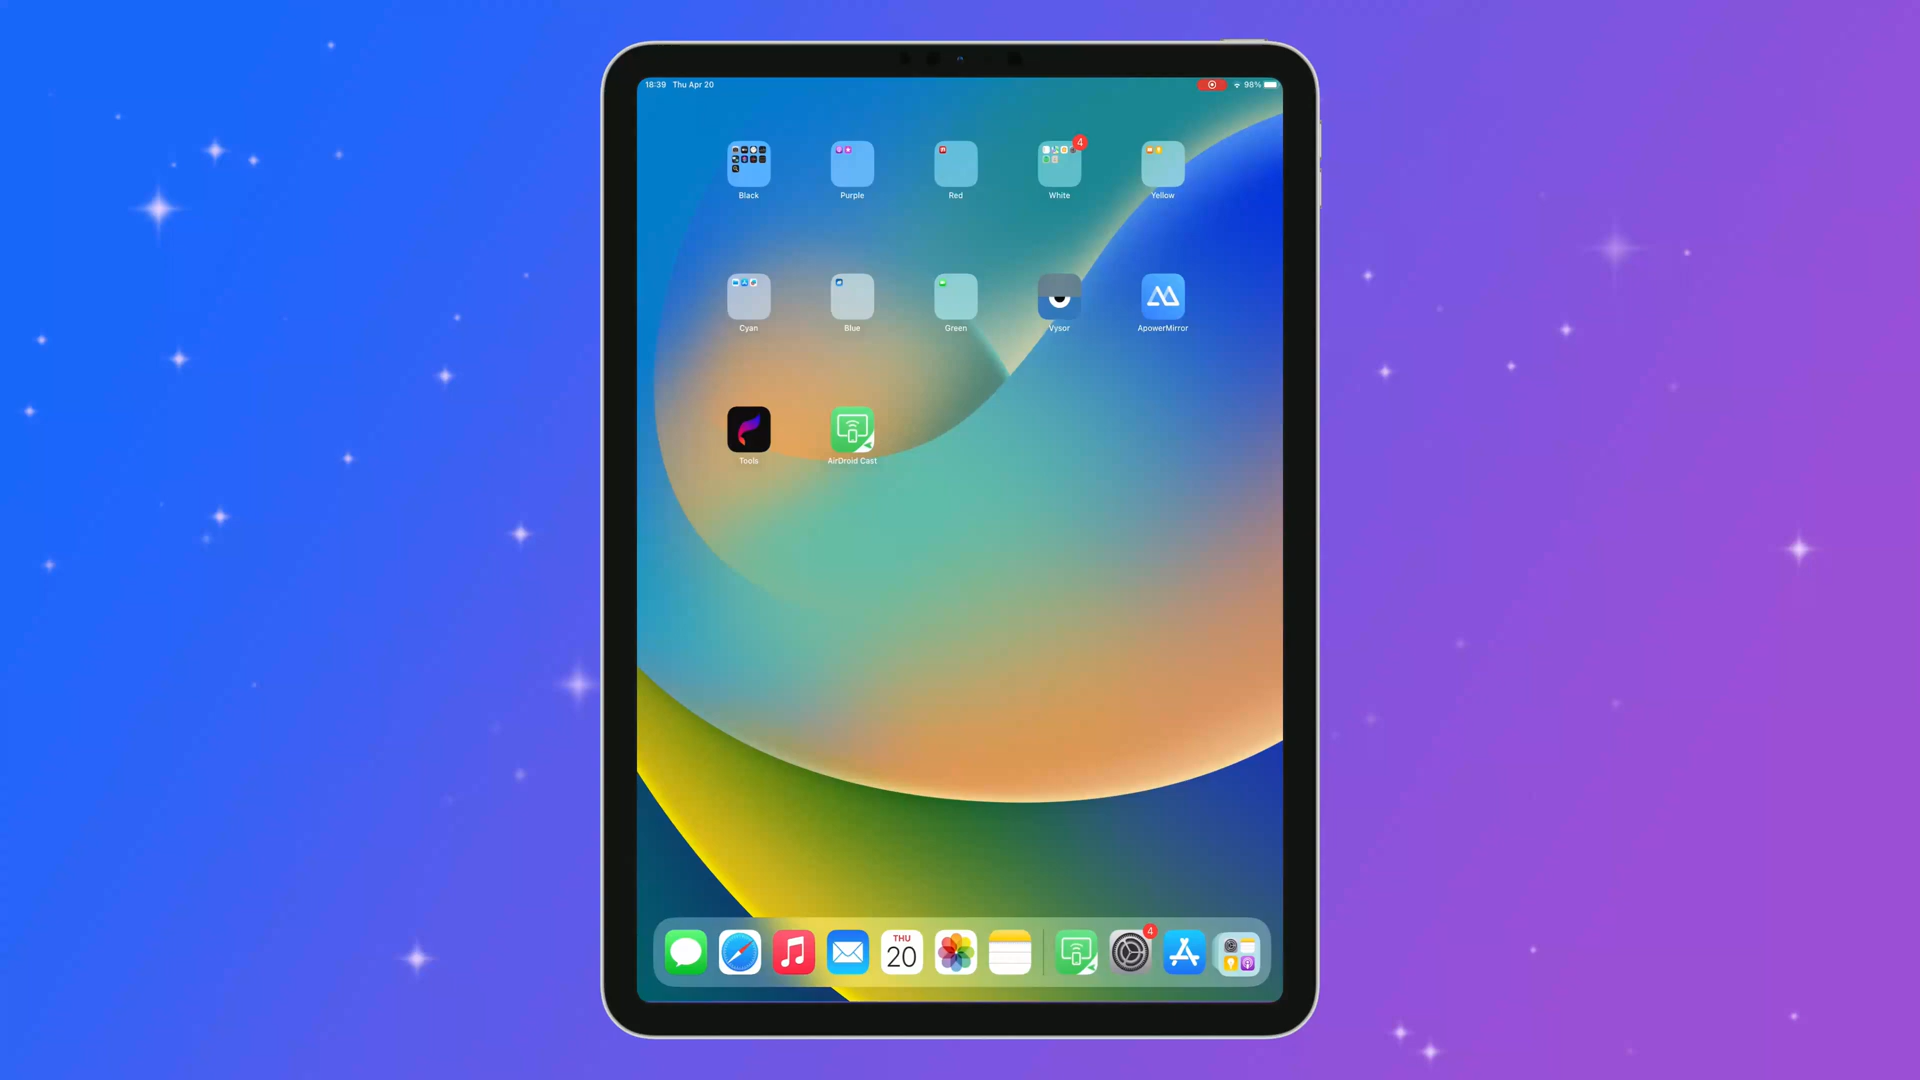 18:39 Thu Apr 20
98%
4
Black Purple Red White Yellow
Cyan Blue Green Vysor ApowerMirror
Tools AirDroid Cast
THU
20
4